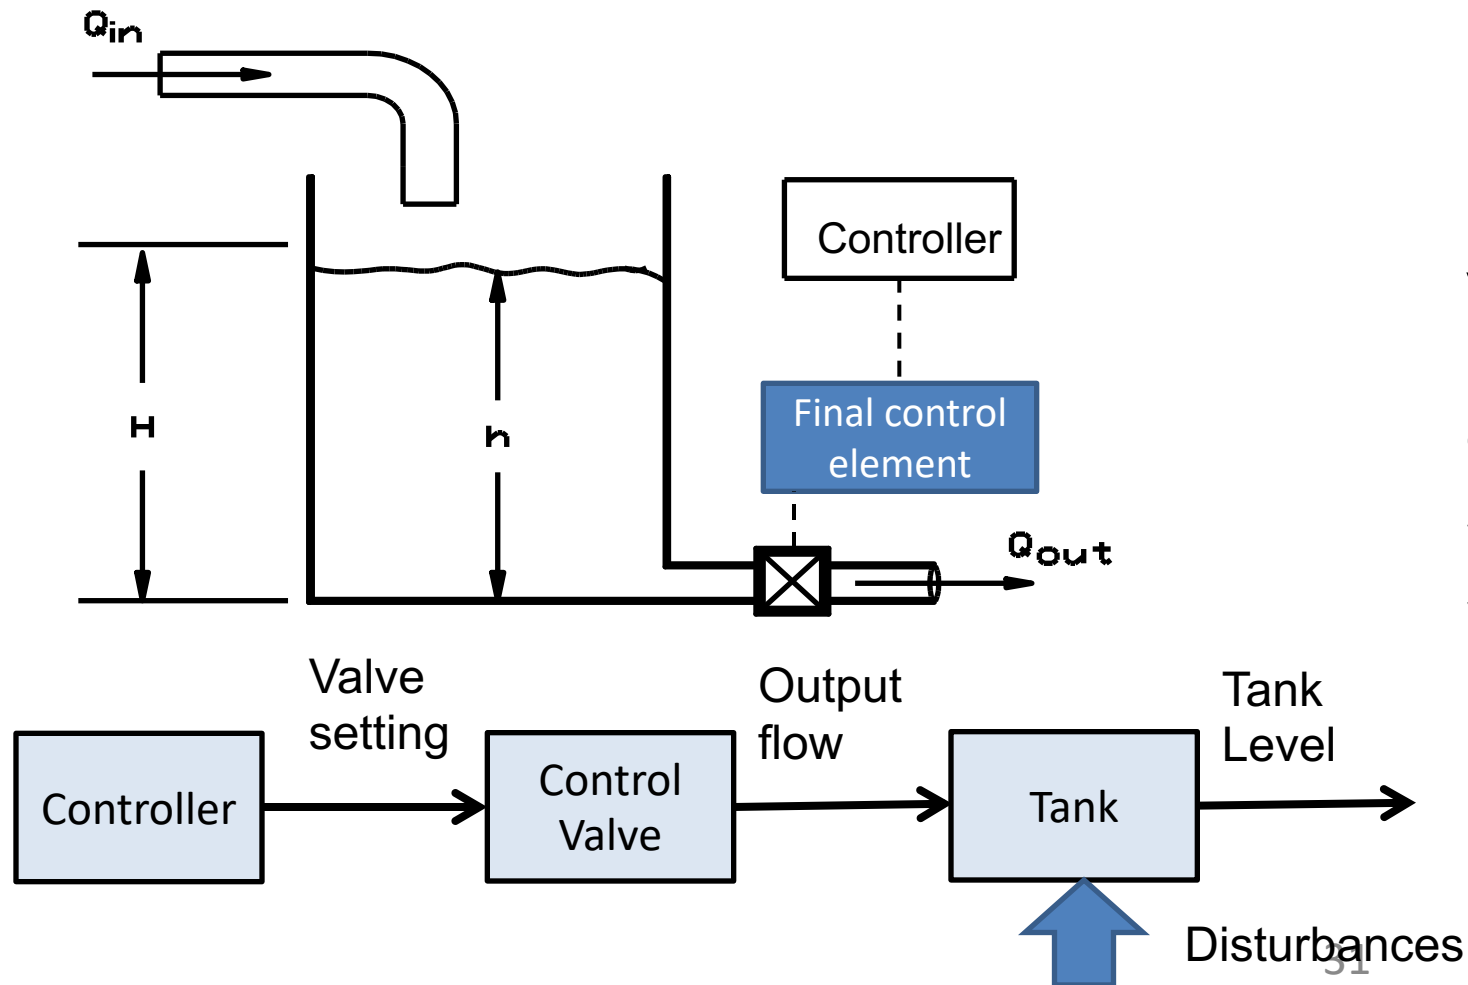 Qin
Controller
Final control
element
H
h
Qout
Valve
setting
Output
flow
Tank
Level
Controller
Control
Valve
Tank
Disturbances
31